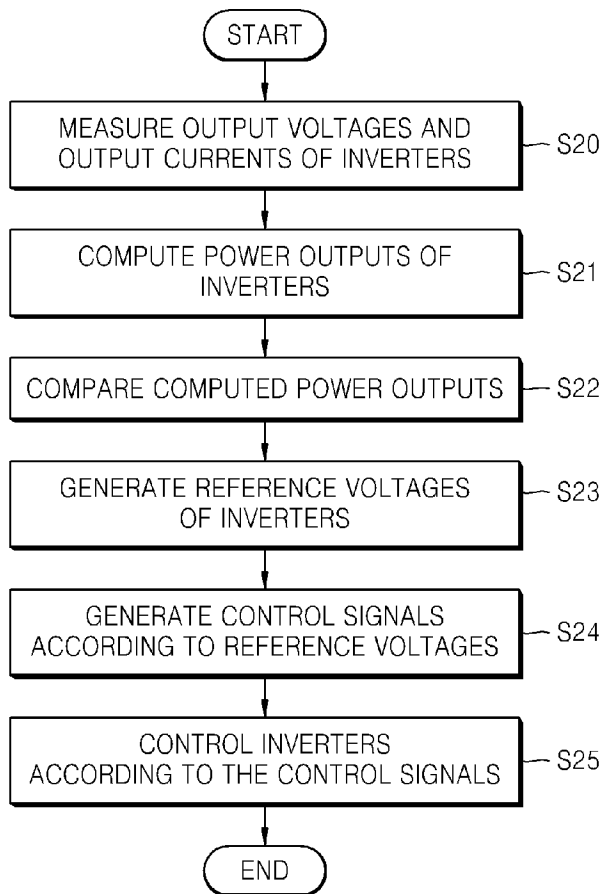 START
MEASURE OUTPUT VOLTAGES AND
OUTPUT CURRENTS OF INVERTERS
S20
COMPUTE POWER OUTPUTS OF
INVERTERS
S21
COMPARE COMPUTED POWER OUTPUTS
S22
GENERATE REFERENCE VOLTAGES
OF INVERTERS
S23
GENERATE CONTROL SIGNALS
ACCORDING TO REFERENCE VOLTAGES
S24
CONTROL INVERTERS
ACCORDING TO THE CONTROL SIGNALS
S25
END